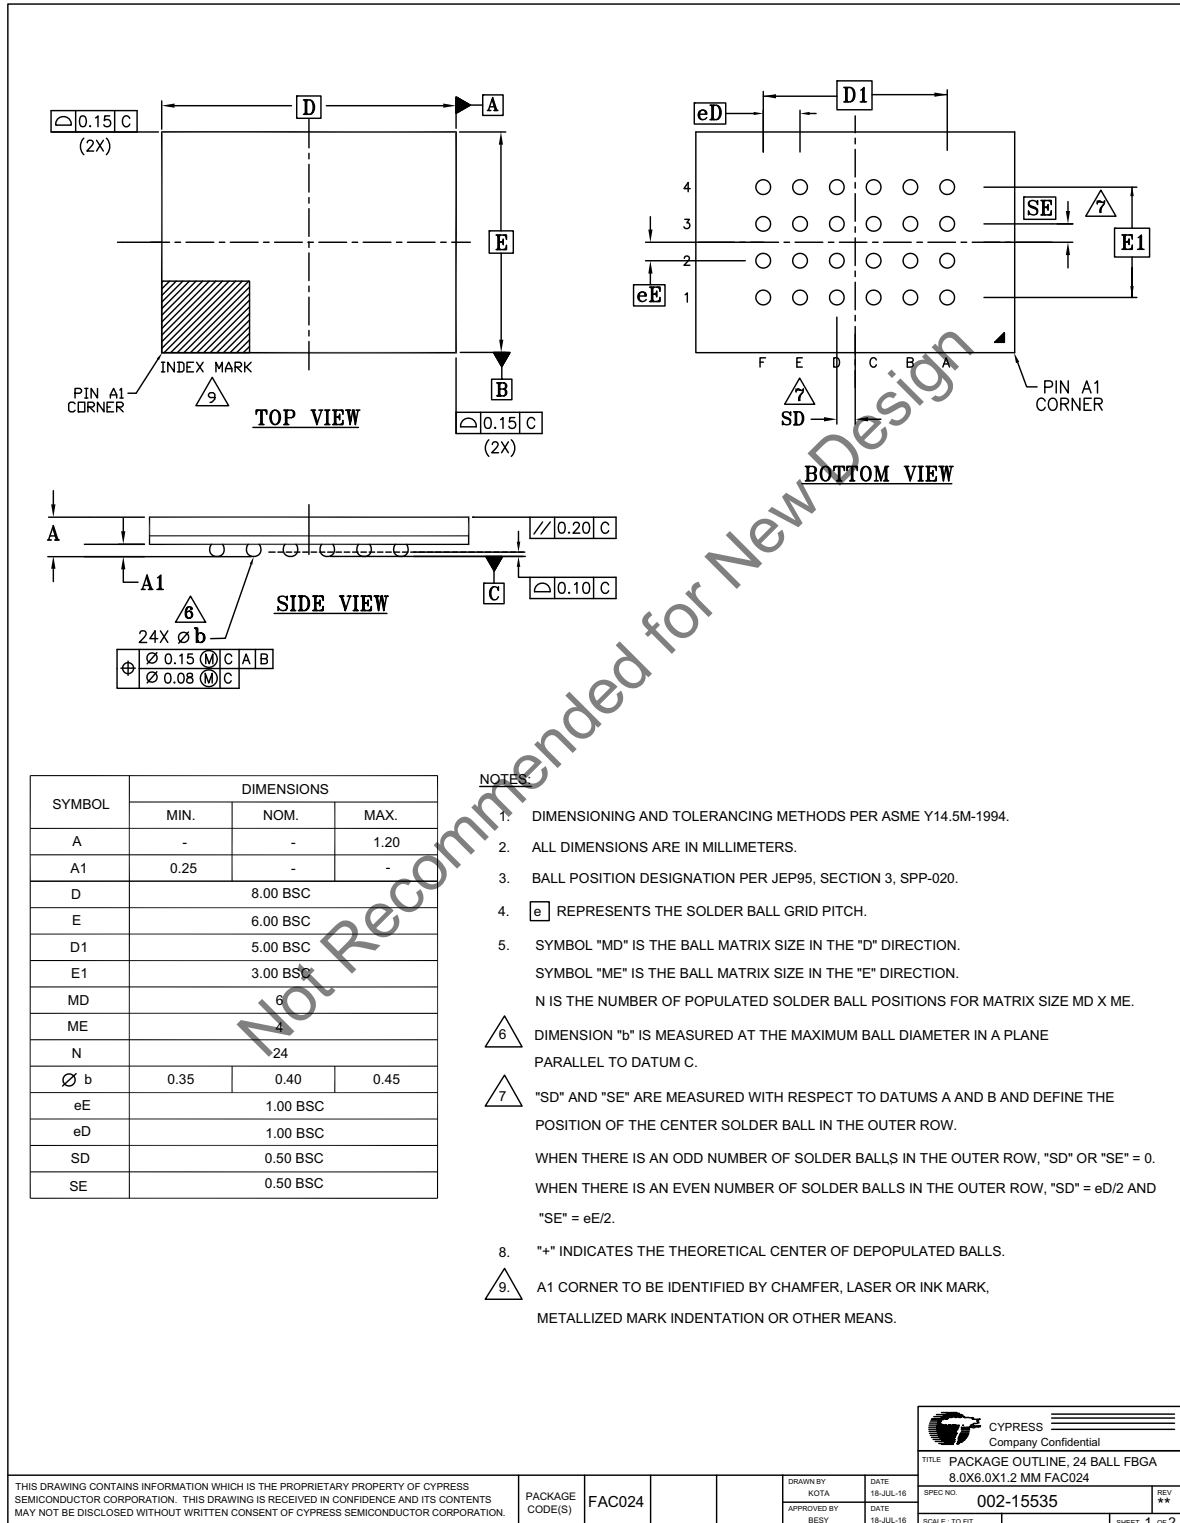 D
A
0.15 C
(2X)
E
INDEX MARK
PIN A1
CORNER
9
TOP VIEW
B
0.15 C
(2X)
D1
eD
4
3
2
1
SE
7
E1
eE
F E D C B A
7
SD
PIN A1
CORNER
BOTTOM VIEW
A
A1
// 0.20 C
0.10 C
C
SIDE VIEW
6
24X Ø b
Ø 0.15 Ⓜ C A B
Ø 0.08 Ⓜ C
Not Recommended for New Design
SYMBOL DIMENSIONS
MIN. NOM. MAX.
A - - 1.20
A1 0.25 - -
D 8.00 BSC
E 6.00 BSC
D1 5.00 BSC
E1 3.00 BSC
MD 6
ME 4
N 24
Ø b 0.35 0.40 0.45
eE 1.00 BSC
eD 1.00 BSC
SD 0.50 BSC
SE 0.50 BSC
NOTES:
1. DIMENSIONING AND TOLERANCING METHODS PER ASME Y14.5M-1994.
2. ALL DIMENSIONS ARE IN MILLIMETERS.
3. BALL POSITION DESIGNATION PER JEP95, SECTION 3, SPP-020.
4. e REPRESENTS THE SOLDER BALL GRID PITCH.
5. SYMBOL "MD" IS THE BALL MATRIX SIZE IN THE "D" DIRECTION.
SYMBOL "ME" IS THE BALL MATRIX SIZE IN THE "E" DIRECTION.
N IS THE NUMBER OF POPULATED SOLDER BALL POSITIONS FOR MATRIX SIZE MD X ME.
6 DIMENSION "b" IS MEASURED AT THE MAXIMUM BALL DIAMETER IN A PLANE
PARALLEL TO DATUM C.
7 "SD" AND "SE" ARE MEASURED WITH RESPECT TO DATUMS A AND B AND DEFINE THE
POSITION OF THE CENTER SOLDER BALL IN THE OUTER ROW.
WHEN THERE IS AN ODD NUMBER OF SOLDER BALLS IN THE OUTER ROW, "SD" OR "SE" = 0.
WHEN THERE IS AN EVEN NUMBER OF SOLDER BALLS IN THE OUTER ROW, "SD" = eD/2 AND
"SE" = eE/2.
8. "+" INDICATES THE THEORETICAL CENTER OF DEPOPULATED BALLS.
9. A1 CORNER TO BE IDENTIFIED BY CHAMFER, LASER OR INK MARK,
METALLIZED MARK INDENTATION OR OTHER MEANS.
THIS DRAWING CONTAINS INFORMATION WHICH IS THE PROPRIETARY PROPERTY OF CYPRESS
SEMICONDUCTOR CORPORATION. THIS DRAWING IS RECEIVED IN CONFIDENCE AND ITS CONTENTS
MAY NOT BE DISCLOSED WITHOUT WRITTEN CONSENT OF CYPRESS SEMICONDUCTOR CORPORATION.
PACKAGE
CODE(S)
FAC024
DRAWN BY
KOTA
DATE
18-JUL-16
APPROVED BY
BESY
DATE
18-JUL-16
CYPRESS
Company Confidential
TITLE PACKAGE OUTLINE, 24 BALL FBGA
8.0X6.0X1.2 MM FAC024
SPEC NO. 002-15535
REV
**
SCALE : TO FIT
SHEET 1 OF 2